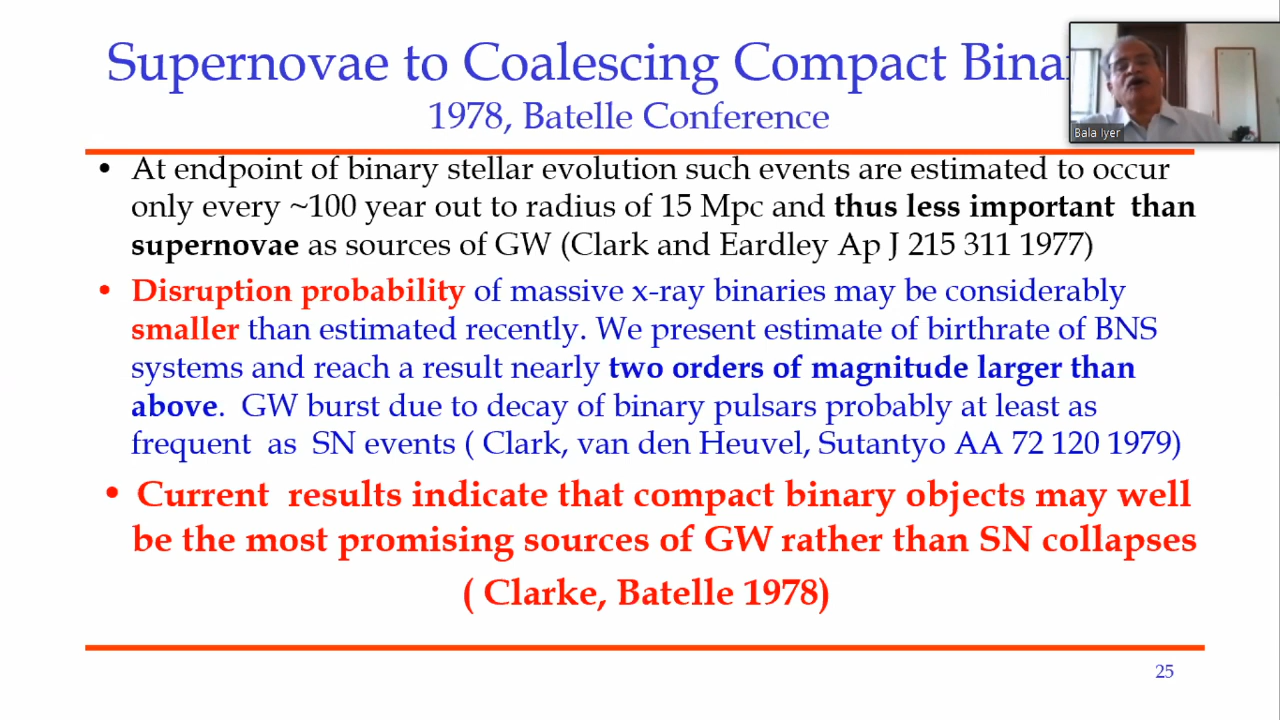 Supernovae to Coalescing Compact
1978, Batelle Conference
Bala Iyer
• At endpoint of binary stellar evolution such events are estimated to occur
only every ~100 year out to radius of 15 Mpc and thus less important than
supernovae as sources of GW (Clark and Eardley Ap J 215 311 1977)
• Disruption probability of massive x-ray binaries may be considerably
smaller than estimated recently. We present estimate of birthrate of BNS
systems and reach a result nearly two orders of magnitude larger than
above. GW burst due to decay of binary pulsars probably at least as
frequent as SN events ( Clark, van den Heuvel, Sutantyo AA 72 120 1979)
• Current results indicate that compact binary objects may well
be the most promising sources of GW rather than SN collapses
( Clarke, Batelle 1978)
25